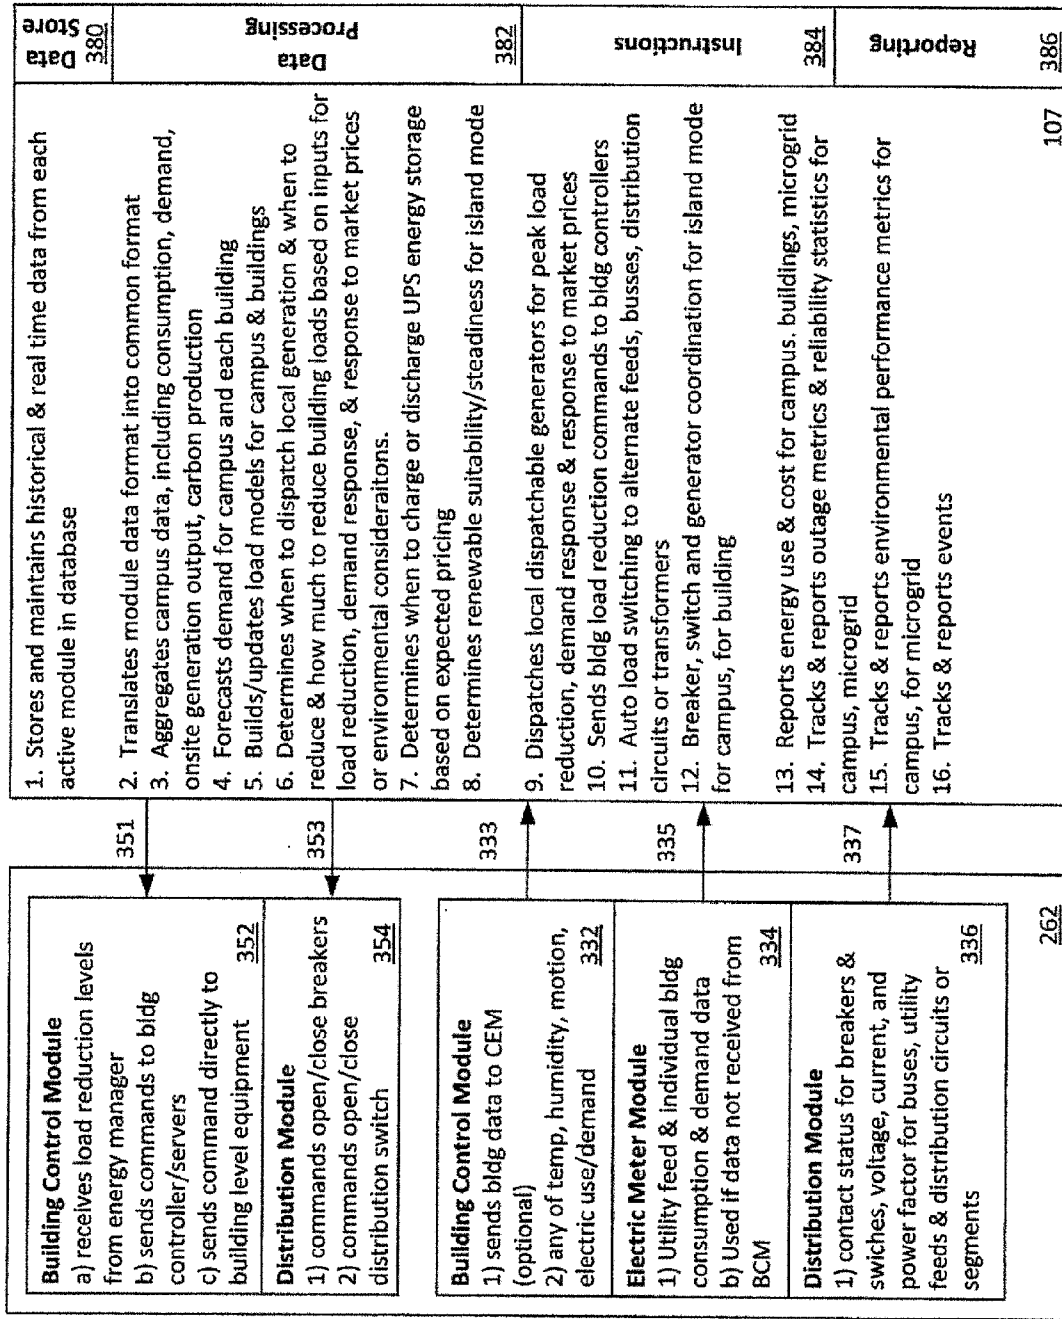 Building Control Module
a) receives load reduction levels
from energy manager
b) sends commands to bldg
controller/servers
c) sends command directly to
building level equipment 352
Distribution Module
1) commands open/close breakers
2) commands open/close
distribution switch 354
Building Control Module
1) sends bldg data to CEM
(optional)
2) any of temp, humidity, motion,
electric use/demand 332
Electric Meter Module
1) Utility feed & individual bldg
consumption & demand data
b) Used if data not received from
BCM 334
Distribution Module
1) contact status for breakers &
swiches, voltage, current, and
power factor for buses, utility
feeds & distribution circuits or
segments 336
262
351
353
333
335
337
1. Stores and maintains historical & real time data from each
active module in database
2. Translates module data format into common format
3. Aggregates campus data, including consumption, demand,
onsite generation output, carbon production
4. Forecasts demand for campus and each building
5. Builds/updates load models for campus & buildings
6. Determines when to dispatch local generation & when to
reduce & how much to reduce building loads based on inputs for
load reduction, demand response, & response to market prices
or environmental consideraitons.
7. Determines when to charge or discharge UPS energy storage
based on expected pricing
8. Determines renewable suitability/steadiness for island mode
9. Dispatches local dispatchable generators for peak load
reduction, demand response & response to market prices
10. Sends bldg load reduction commands to bldg controllers
11. Auto load switching to alternate feeds, busses, distribution
circuits or transformers
12. Breaker, switch and generator coordination for island mode
for campus, for building
13. Reports energy use & cost for campus. buildings, microgrid
14. Tracks & reports outage metrics & reliability statistics for
campus, microgrid
15. Tracks & reports environmental performance metrics for
campus, for microgrid
16. Tracks & reports events
107
Data
Store
380
Data
Processing
382
Instructions
384
Reporting
386